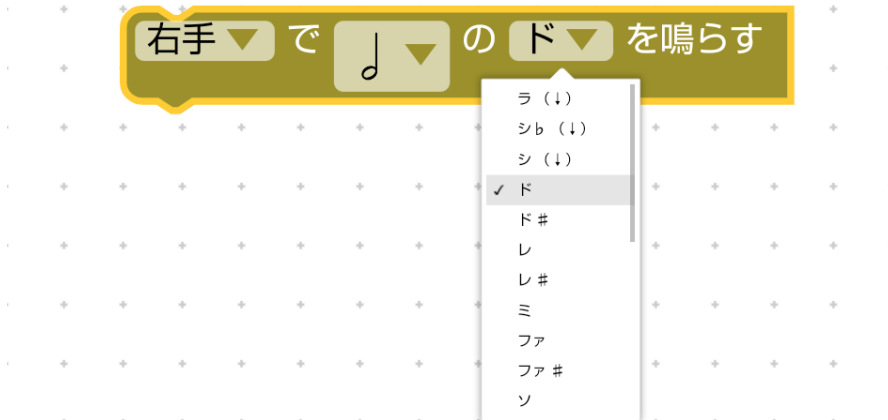 右手 で の ド を鳴らす
ラ（↓）
シ♭（↓）
シ（↓）
✓ ド
ド♯
レ
レ♯
ミ
ファ
ファ♯
ソ